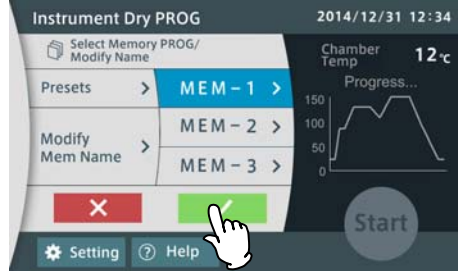 Instrument Dry PROG
2014/12/31 12:34
Select Memory PROG/
Modify Name
Presets
MEM-1
MEM-2
Modify
Mem Name
MEM-3
Chamber
Temp
12℃
Progress...
150
100
50
0
Start
Setting
? Help